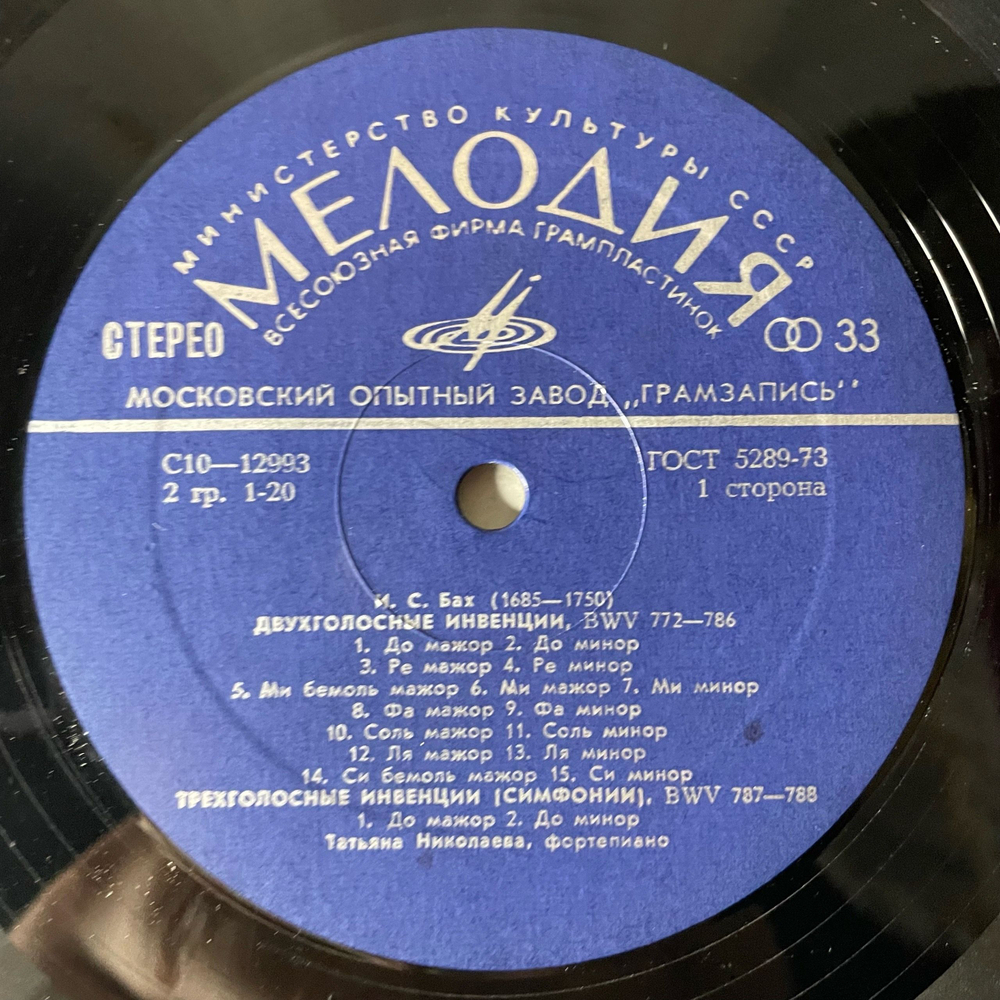 МИНИСТЕРСТВО КУЛЬТУРЫ СССР
МЕЛОДИЯ
ВСЕСОЮЗНАЯ ФИРМА ГРАМПЛАСТИНОК
СТЕРЕО
33
МОСКОВСКИЙ ОПЫТНЫЙ ЗАВОД ,,ГРАМЗАПИСЬ‘‘
С10—12993
ГОСТ 5289-73
2 гр. 1-20
1 сторона
И. С. Бах (1685—1750)
ДВУХГОЛОСНЫЕ ИНВЕНЦИИ, BWV 772—786
1. До мажор 2. До минор
3. Ре мажор 4. Ре минор
5. Ми бемоль мажор 6. Ми мажор 7. Ми минор
8. Фа мажор 9. Фа минор
10. Соль мажор 11. Соль минор
12. Ля мажор 13. Ля минор
14. Си бемоль мажор 15. Си минор
ТРЕХГОЛОСНЫЕ ИНВЕНЦИИ (СИМФОНИИ), BWV 787—788
1. До мажор 2. До минор
Татьяна Николаева, фортепиано